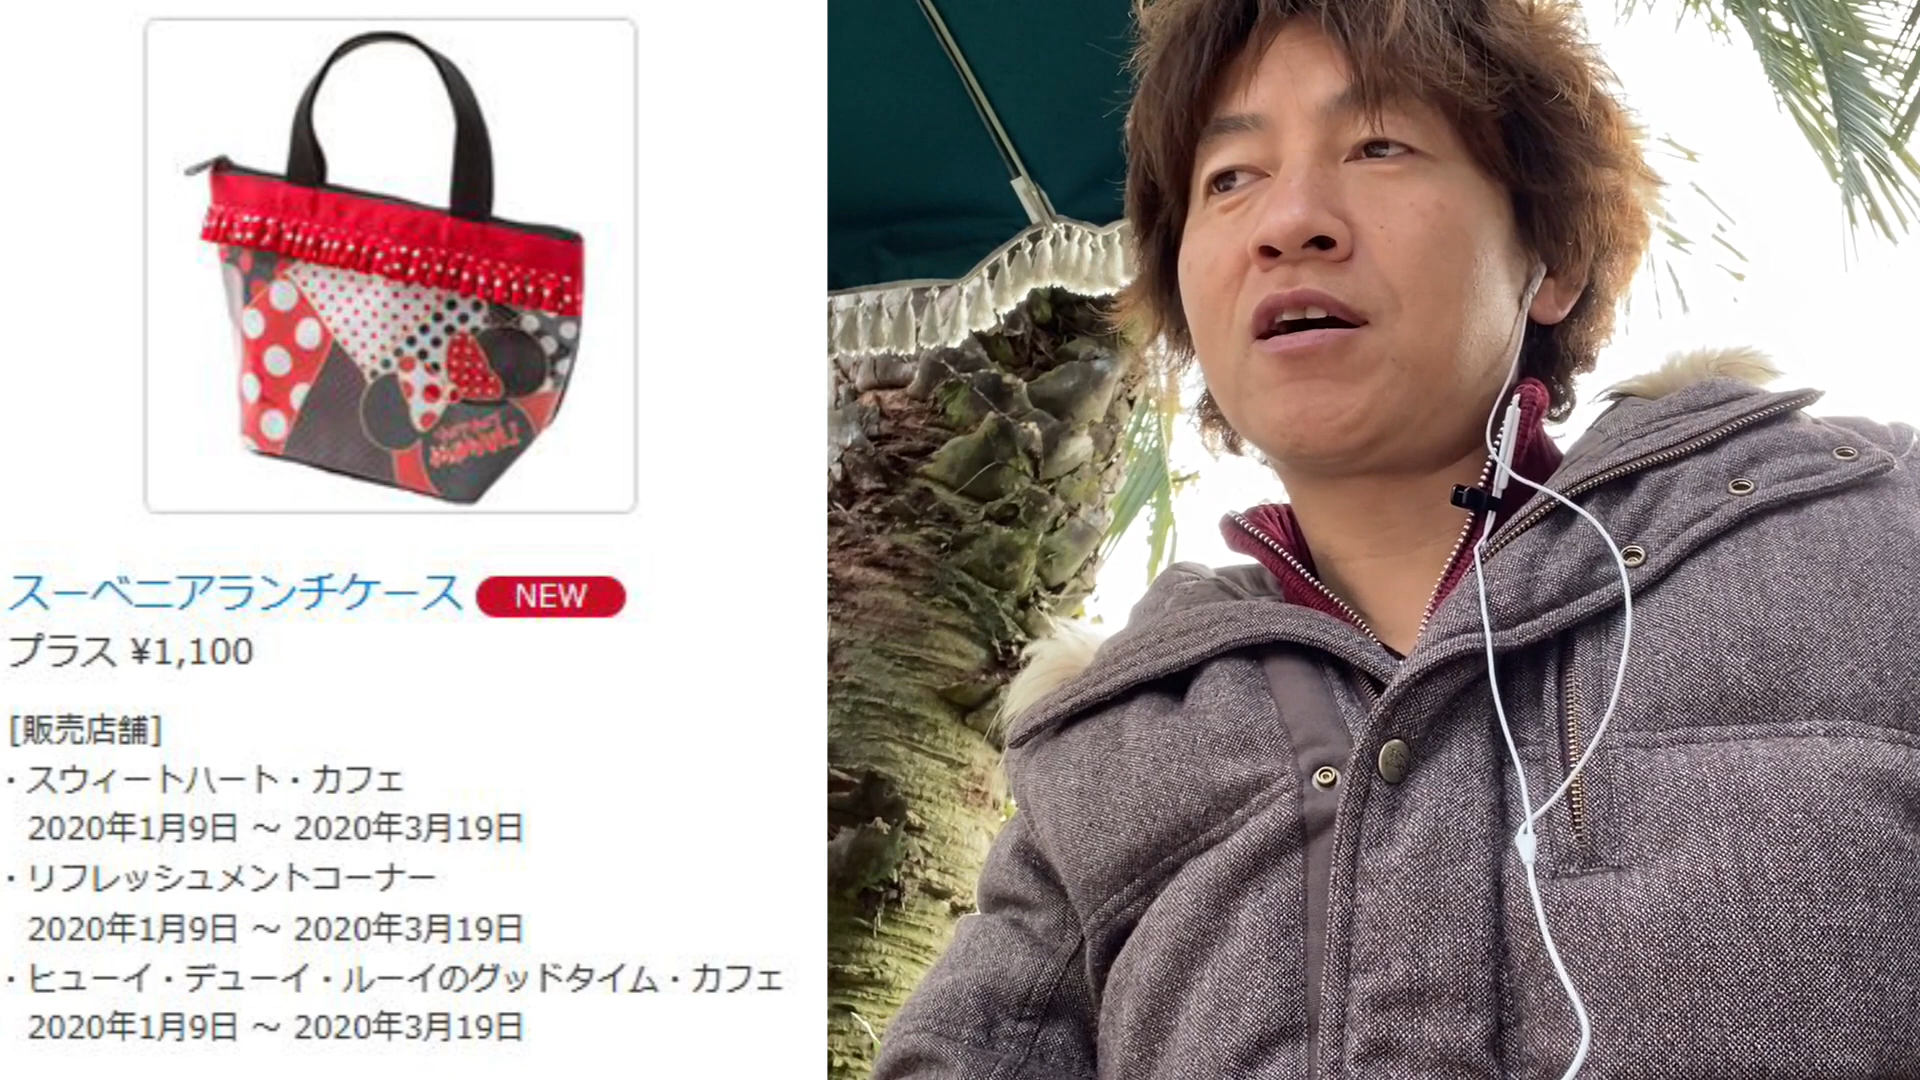 スーベニアランチケース NEW
プラス ¥1,100
[販売店舗]
・スウィートハート・カフェ
2020年1月9日 ～ 2020年3月19日
・リフレッシュメントコーナー
2020年1月9日 ～ 2020年3月19日
・ヒューイ・デューイ・ルーイのグッドタイム・カフェ
2020年1月9日 ～ 2020年3月19日